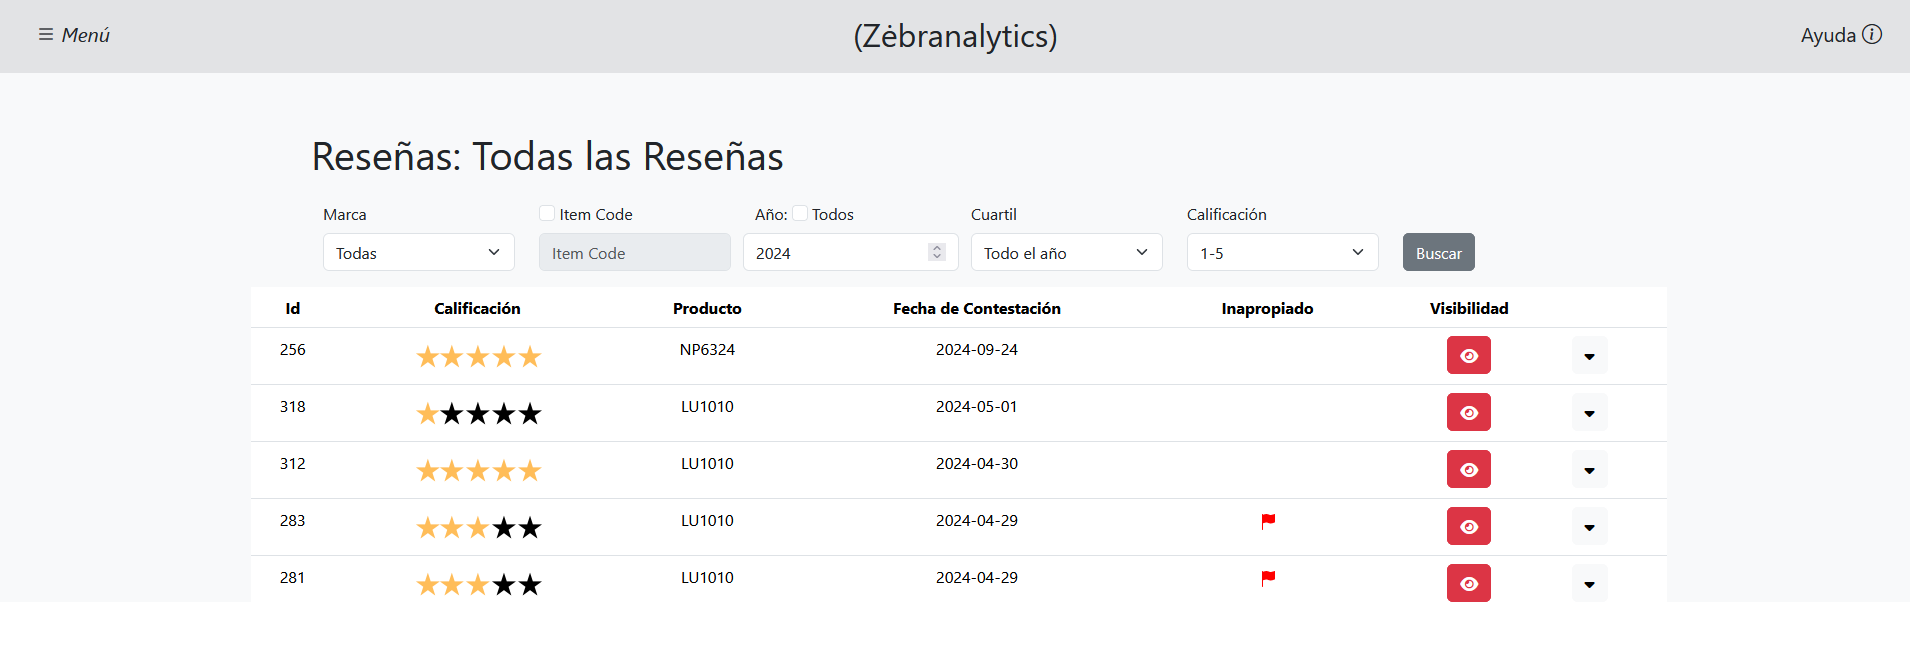 Menú (Zėbranalytics) Ayuda
Reseñas: Todas las Reseñas
Marca Item Code Año: Todos Cuartil Calificación
Todas Item Code 2024 Todo el año 1-5 Buscar
Id Calificación Producto Fecha de Contestación Inapropiado Visibilidad
256 NP6324 2024-09-24
318 LU1010 2024-05-01
312 LU1010 2024-04-30
283 LU1010 2024-04-29
281 LU1010 2024-04-29